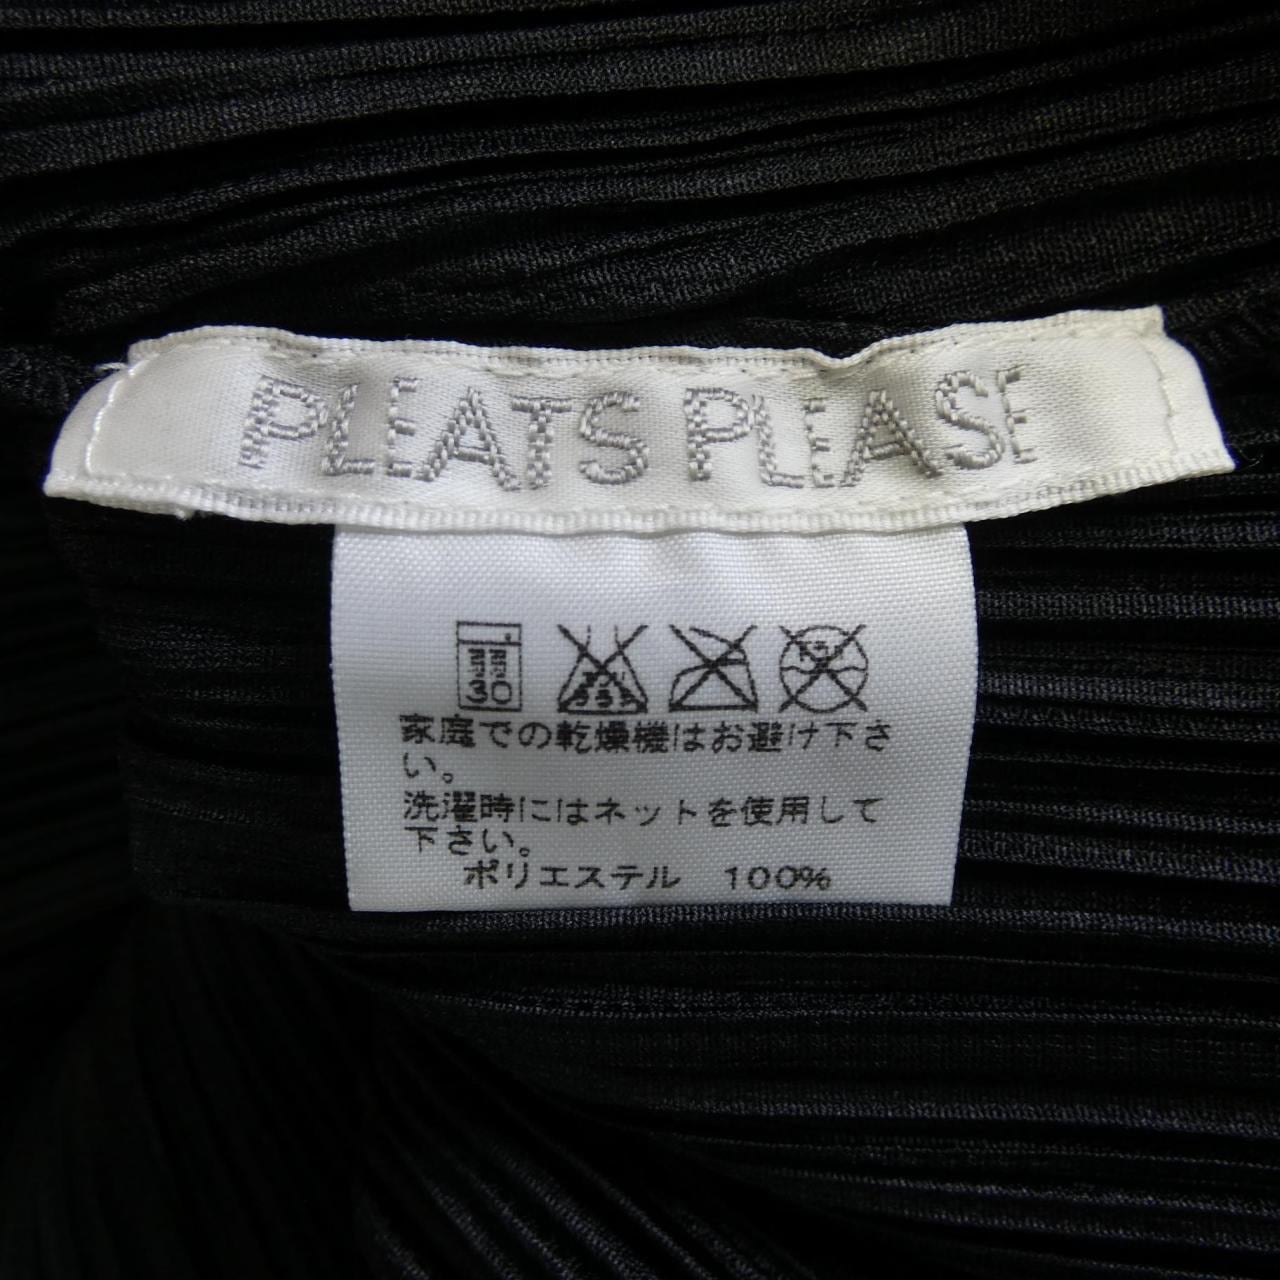 PLEATS PLEASE
家庭での乾燥機はお避け下さ
い。
洗濯時にはネットを使用して
下さい。
ポリエステル 100%